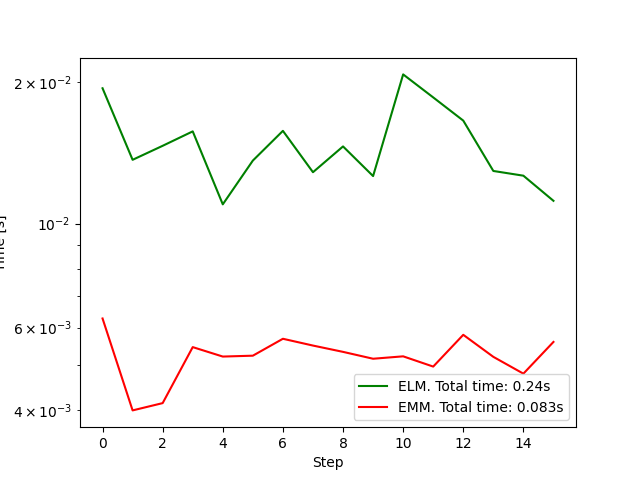 2 × 10⁻²
10⁻²
6 × 10⁻³
4 × 10⁻³
ELM. Total time: 0.24s
EMM. Total time: 0.083s
0 2 4 6 8 10 12 14
Step